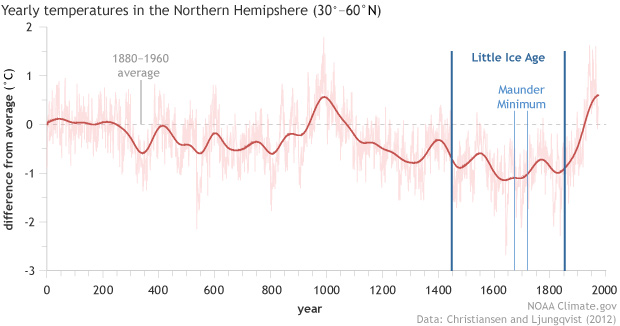 Yearly temperatures in the Northern Hemipshere (30°–60°N)
2
1
0
-1
-2
-3
difference from average (°C)
1880–1960
average
Little Ice Age
Maunder
Minimum
0
200
400
600
800
1000
1200
1400
1600
1800
2000
year
NOAA Climate.gov
Data: Christiansen and Ljungqvist (2012)